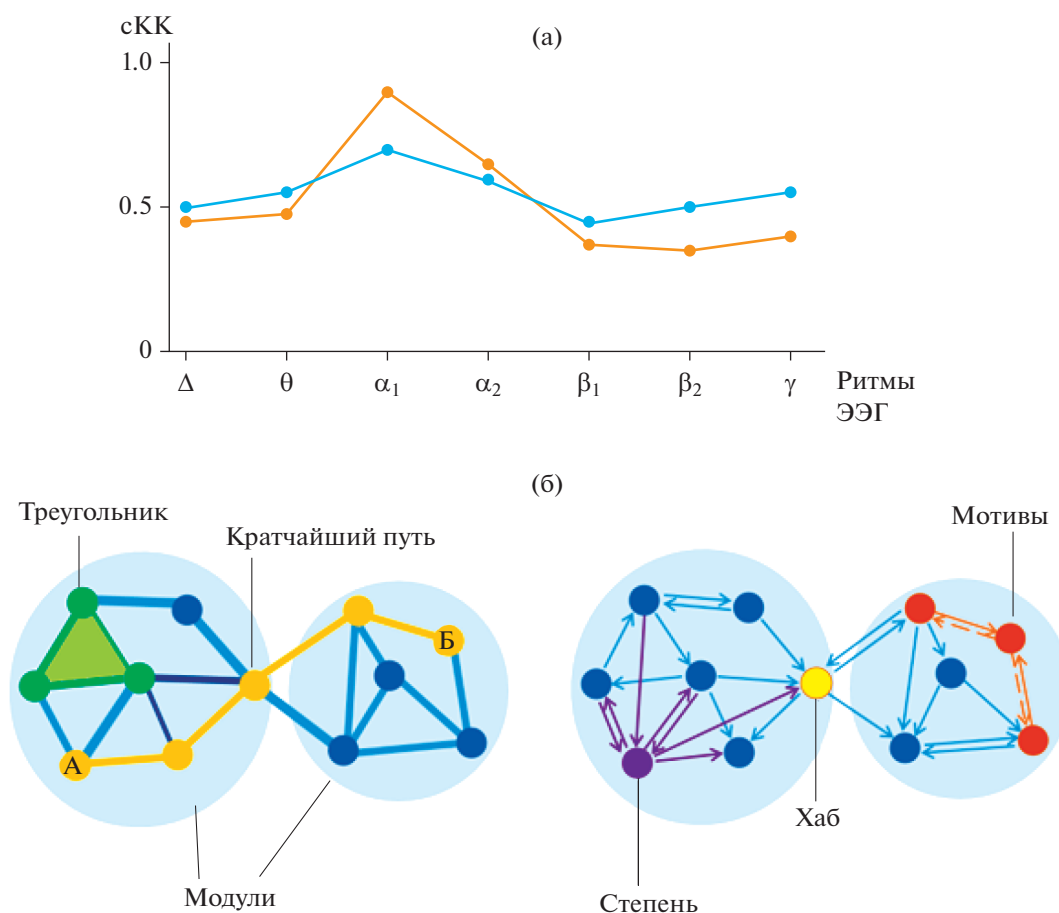 сКК
(а)
1.0
0.5
0
Δ θ α₁ α₂ β₁ β₂ γ
Ритмы
ЭЭГ
(б)
Треугольник
Кратчайший путь
Мотивы
Б
А
Хаб
Модули
Степень